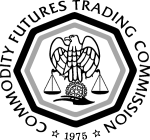 COMMODITY FUTURES TRADING COMMISSION
★ 1975 ★